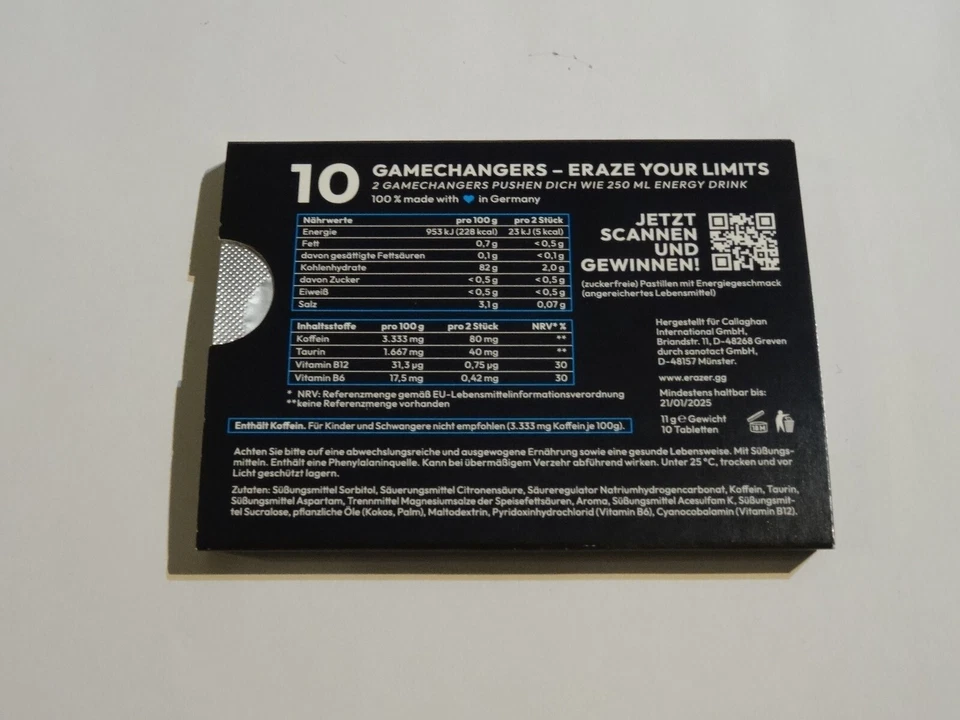 10
GAMECHANGERS – ERAZE YOUR LIMITS
2 GAMECHANGERS PUSHEN DICH WIE 250 ML ENERGY DRINK
100 % made with 💙 in Germany
Nährwerte pro 100 g pro 2 Stück
Energie 953 kJ (228 kcal) 23 kJ (5 kcal)
Fett 0,7 g < 0,5 g
davon gesättigte Fettsäuren 0,1 g < 0,1 g
Kohlenhydrate 82 g 2,0 g
davon Zucker < 0,5 g < 0,5 g
Eiweiß < 0,5 g < 0,5 g
Salz 3,1 g 0,07 g
JETZT
SCANNEN
UND
GEWINNEN!
(zuckerfreie) Pastillen mit Energiegeschmack
(angereichertes Lebensmittel)
Inhaltsstoffe pro 100 g pro 2 Stück NRV* %
Koffein 3.333 mg 80 mg **
Taurin 1.667 mg 40 mg **
Vitamin B12 31,3 µg 0,75 µg 30
Vitamin B6 17,5 mg 0,42 mg 30
* NRV: Referenzmenge gemäß EU-Lebensmittelinformationsverordnung
**keine Referenzmenge vorhanden
Hergestellt für Callaghan
International GmbH,
Briandstr. 11, D-48268 Greven
durch sanotact GmbH,
D-48157 Münster.
www.erazer.gg
Mindestens haltbar bis:
21/01/2025
11 g ℮ Gewicht
10 Tabletten
18 M
Enthält Koffein. Für Kinder und Schwangere nicht empfohlen (3.333 mg Koffein je 100g).
Achten Sie bitte auf eine abwechslungsreiche und ausgewogene Ernährung sowie eine gesunde Lebensweise. Mit Süßungs-
mitteln. Enthält eine Phenylalaninquelle. Kann bei übermäßigem Verzehr abführend wirken. Unter 25 °C, trocken und vor
Licht geschützt lagern.
Zutaten: Süßungsmittel Sorbitol, Säuerungsmittel Citronensäure, Säureregulator Natriumhydrogencarbonat, Koffein, Taurin,
Süßungsmittel Aspartam, Trennmittel Magnesiumsalze der Speisefettsäuren, Aroma, Süßungsmittel Acesulfam K, Süßungsmit-
tel Sucralose, pflanzliche Öle (Kokos, Palm), Maltodextrin, Pyridoxinhydrochlorid (Vitamin B6), Cyanocobalamin (Vitamin B12).